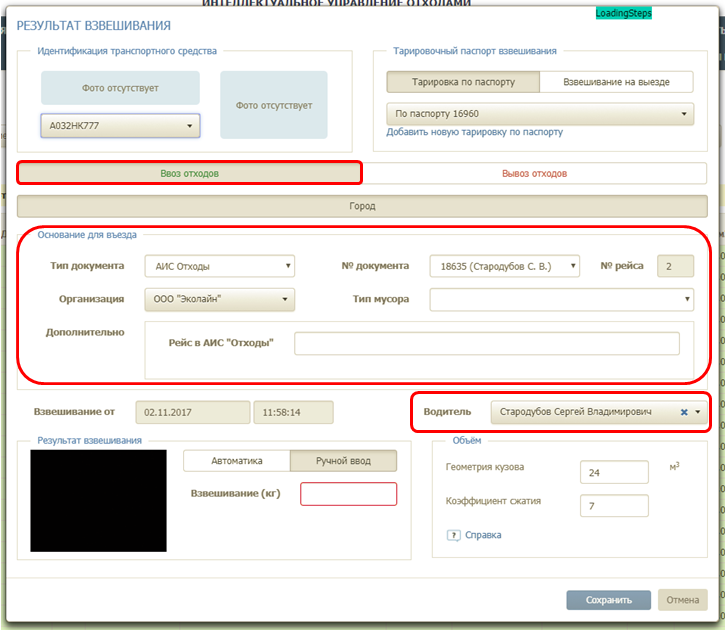 ИНТЕЛЛЕКТУАЛЬНОЕ УПРАВЛЕНИЕ ОТХОДАМИ
LoadingSteps
РЕЗУЛЬТАТ ВЗВЕШИВАНИЯ
Идентификация транспортного средства
Фото отсутствует
Фото отсутствует
А032НК777
Тарировочный паспорт взвешивания
Тарировка по паспорту Взвешивание на выезде
По паспорту 16960
Добавить новую тарировку по паспорту
Ввоз отходов Вывоз отходов
Город
Основание для въезда
Тип документа АИС Отходы № документа 18635 (Стародубов С. В.) № рейса 2
Организация ООО "Эколайн" Тип мусора
Дополнительно
Рейс в АИС "Отходы"
Взвешивание от 02.11.2017 11:58:14 Водитель Стародубов Сергей Владимирович
Результат взвешивания
Автоматика Ручной ввод
Взвешивание (кг)
Объём
Геометрия кузова 24 м³
Коэффициент сжатия 7
? Справка
Сохранить Отмена